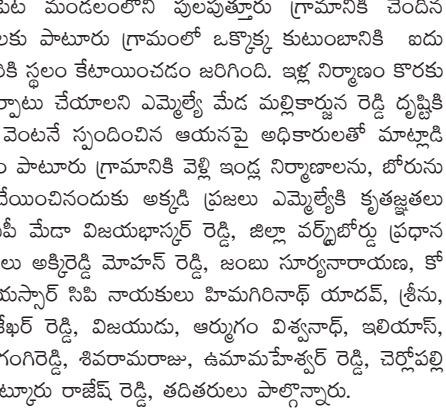 పేట మండలంలోని పులపుత్తూరు గ్రామానికి చెందిన
లకు పాటూరు గ్రామంలో ఒక్కొక్క కుటుంబానికి ఐదు
కి స్థలం కేటాయించడం జరిగింది. ఇళ్ల నిర్మాణం కొరకు
ర్పాటు చేయాలని ఎమ్మెల్యే మేడ మల్లికార్జున రెడ్డి దృష్టికి
వెంటనే స్పందించిన ఆయనపై అధికారులతో మాట్లాడి
ం పాటూరు గ్రామానికి వెళ్లి ఇండ్ల నిర్మాణాలను, బోరును
చేయించినందుకు అక్కడి ప్రజలు ఎమ్మెల్యేకి కృతజ్ఞతలు
పీ మేడా విజయభాస్కర్ రెడ్డి, జిల్లా వర్క్ఫ్‌బోర్డు ప్రధాన
లు అక్కిరెడ్డి మోహన్ రెడ్డి, జంబు సూర్యనారాయణ, కో
యస్సార్ సిపి నాయకులు హిమగిరినాథ్ యాదవ్, శ్రీను,
కేఖర్ రెడ్డి, విజయుడు, ఆర్ముగం విశ్వనాధ్, ఇలియాస్,
గంగిరెడ్డి, శివరామరాజు, ఉమామహేశ్వర్ రెడ్డి, చెర్లోపల్లి
ట్కూరు రాజేష్ రెడ్డి, తదితరులు పాల్గొన్నారు.